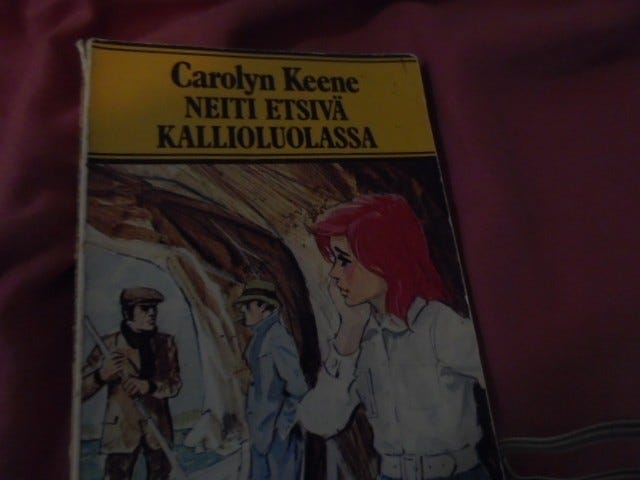 Carolyn Keene
NEITI ETSIVÄ
KALLIOLUOLASSA